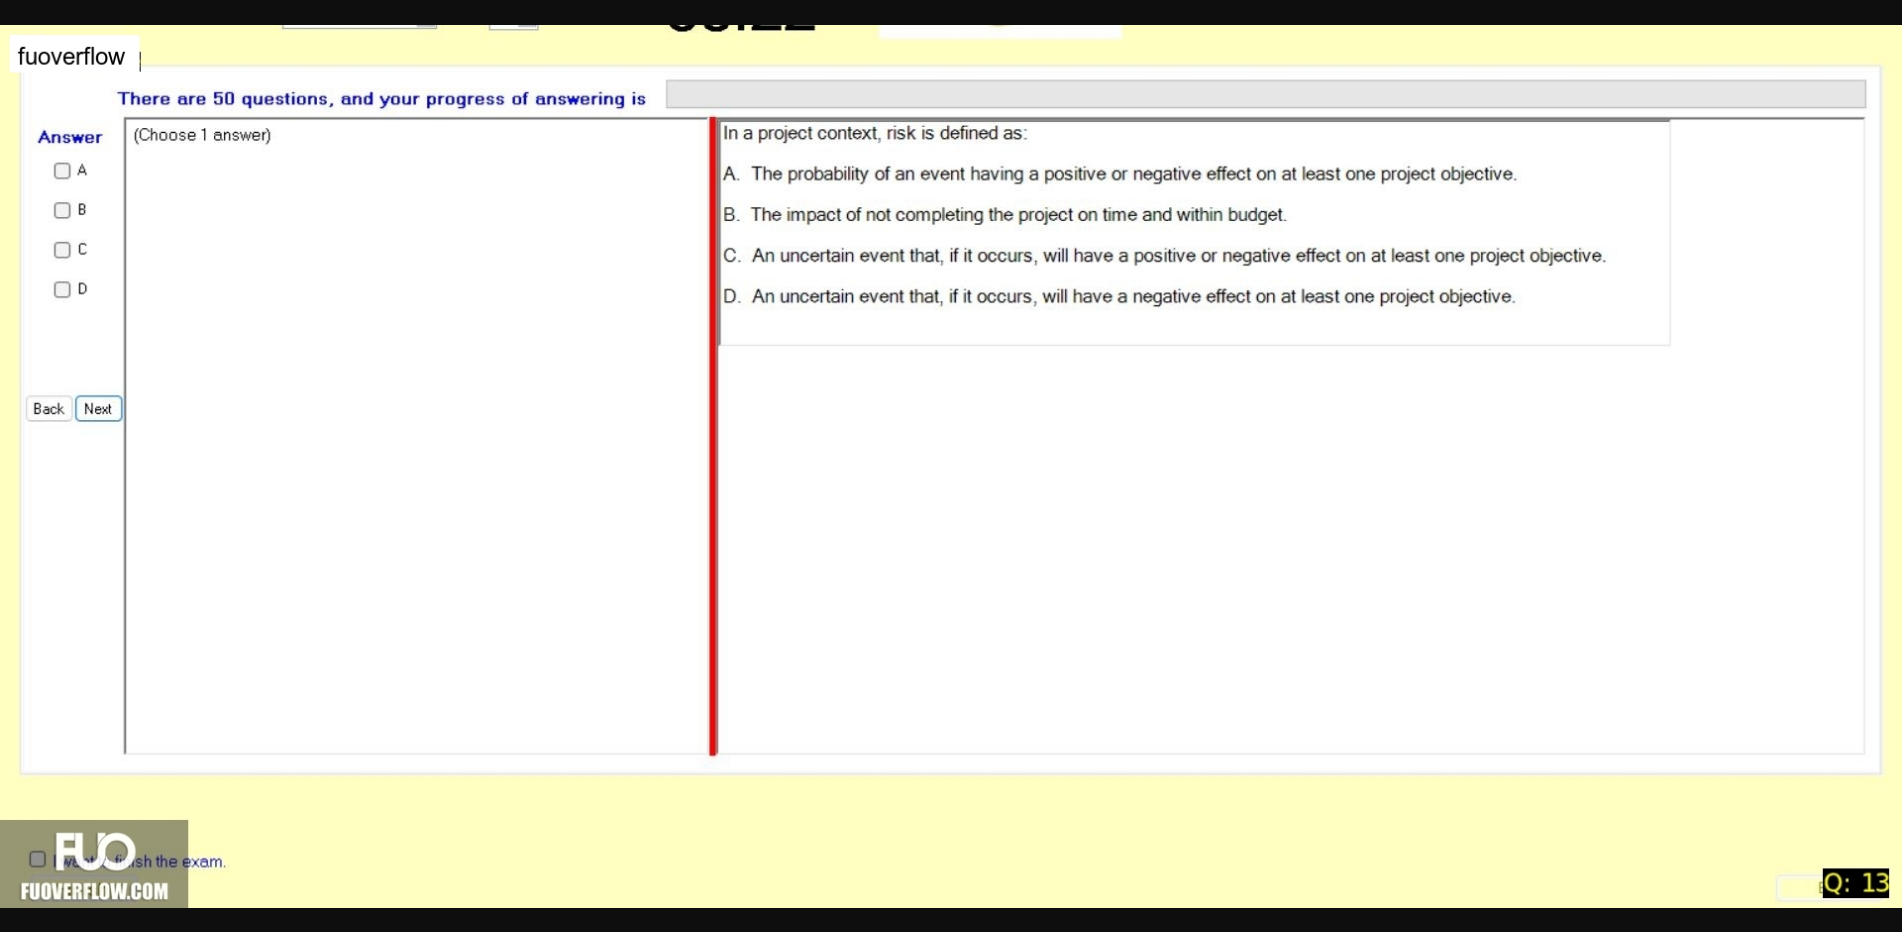 fuoverflow
There are 50 questions, and your progress of answering is
Answer
(Choose 1 answer)
A
B
C
D
Back
Next
In a project context, risk is defined as:
A. The probability of an event having a positive or negative effect on at least one project objective.
B. The impact of not completing the project on time and within budget.
C. An uncertain event that, if it occurs, will have a positive or negative effect on at least one project objective.
D. An uncertain event that, if it occurs, will have a negative effect on at least one project objective.
FUO
the exam.
FUOVERFLOW.COM
Q: 13